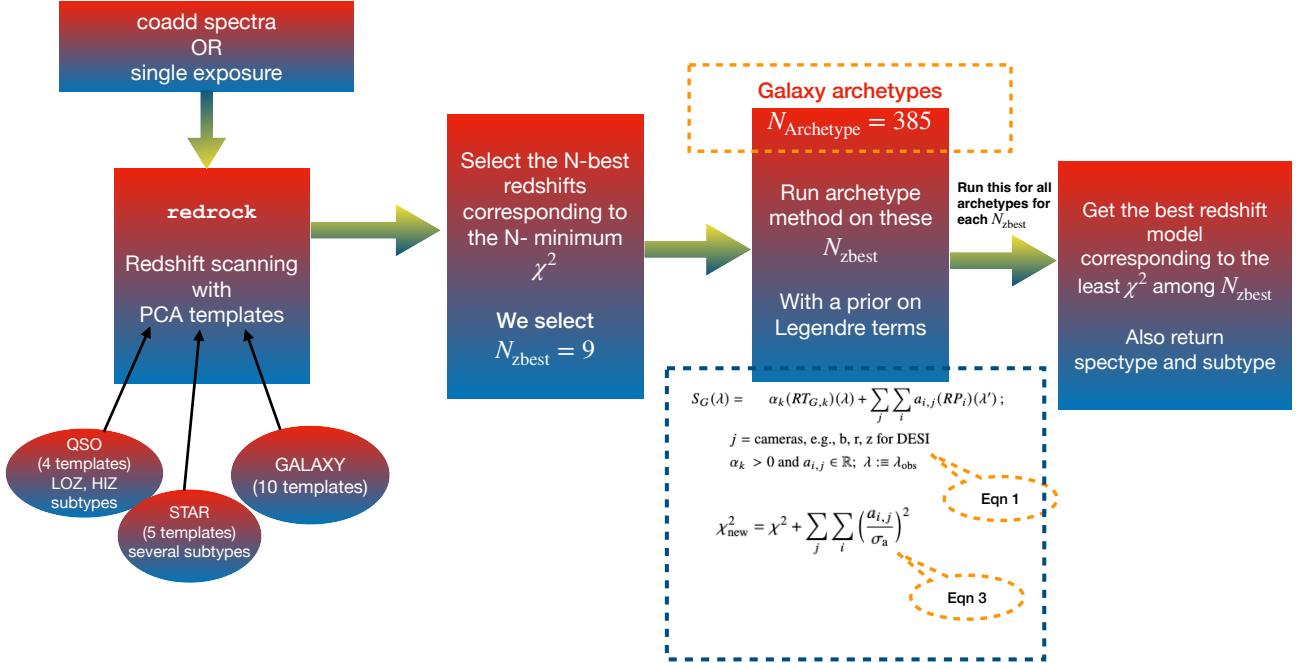 coadd spectra
OR
single exposure
redrock
Redshift scanning
with
PCA templates
QSO
(4 templates)
LOZ, HIZ
subtypes
STAR
(5 templates)
several subtypes
GALAXY
(10 templates)
Select the N-best
redshifts
corresponding to
the N- minimum
χ²
We select
N_zbest = 9
Galaxy archetypes
N_Archetype = 385
Run archetype
method on these
N_zbest
With a prior on
Legendre terms
S_G(λ) = α_k(RT_{G,k})(λ) + ∑_j ∑_i a_{i,j}(RP_i)(λ′) ;
j = cameras, e.g., b, r, z for DESI
α_k > 0 and a_{i,j} ∈ ℝ; λ :≡ λ_obs
Eqn 1
χ²_new = χ² + ∑_j ∑_i (a_{i,j}/σ_a)²
Eqn 3
Run this for all
archetypes for
each N_zbest
Get the best redshift
model
corresponding to the
least χ² among N_zbest
Also return
spectype and subtype